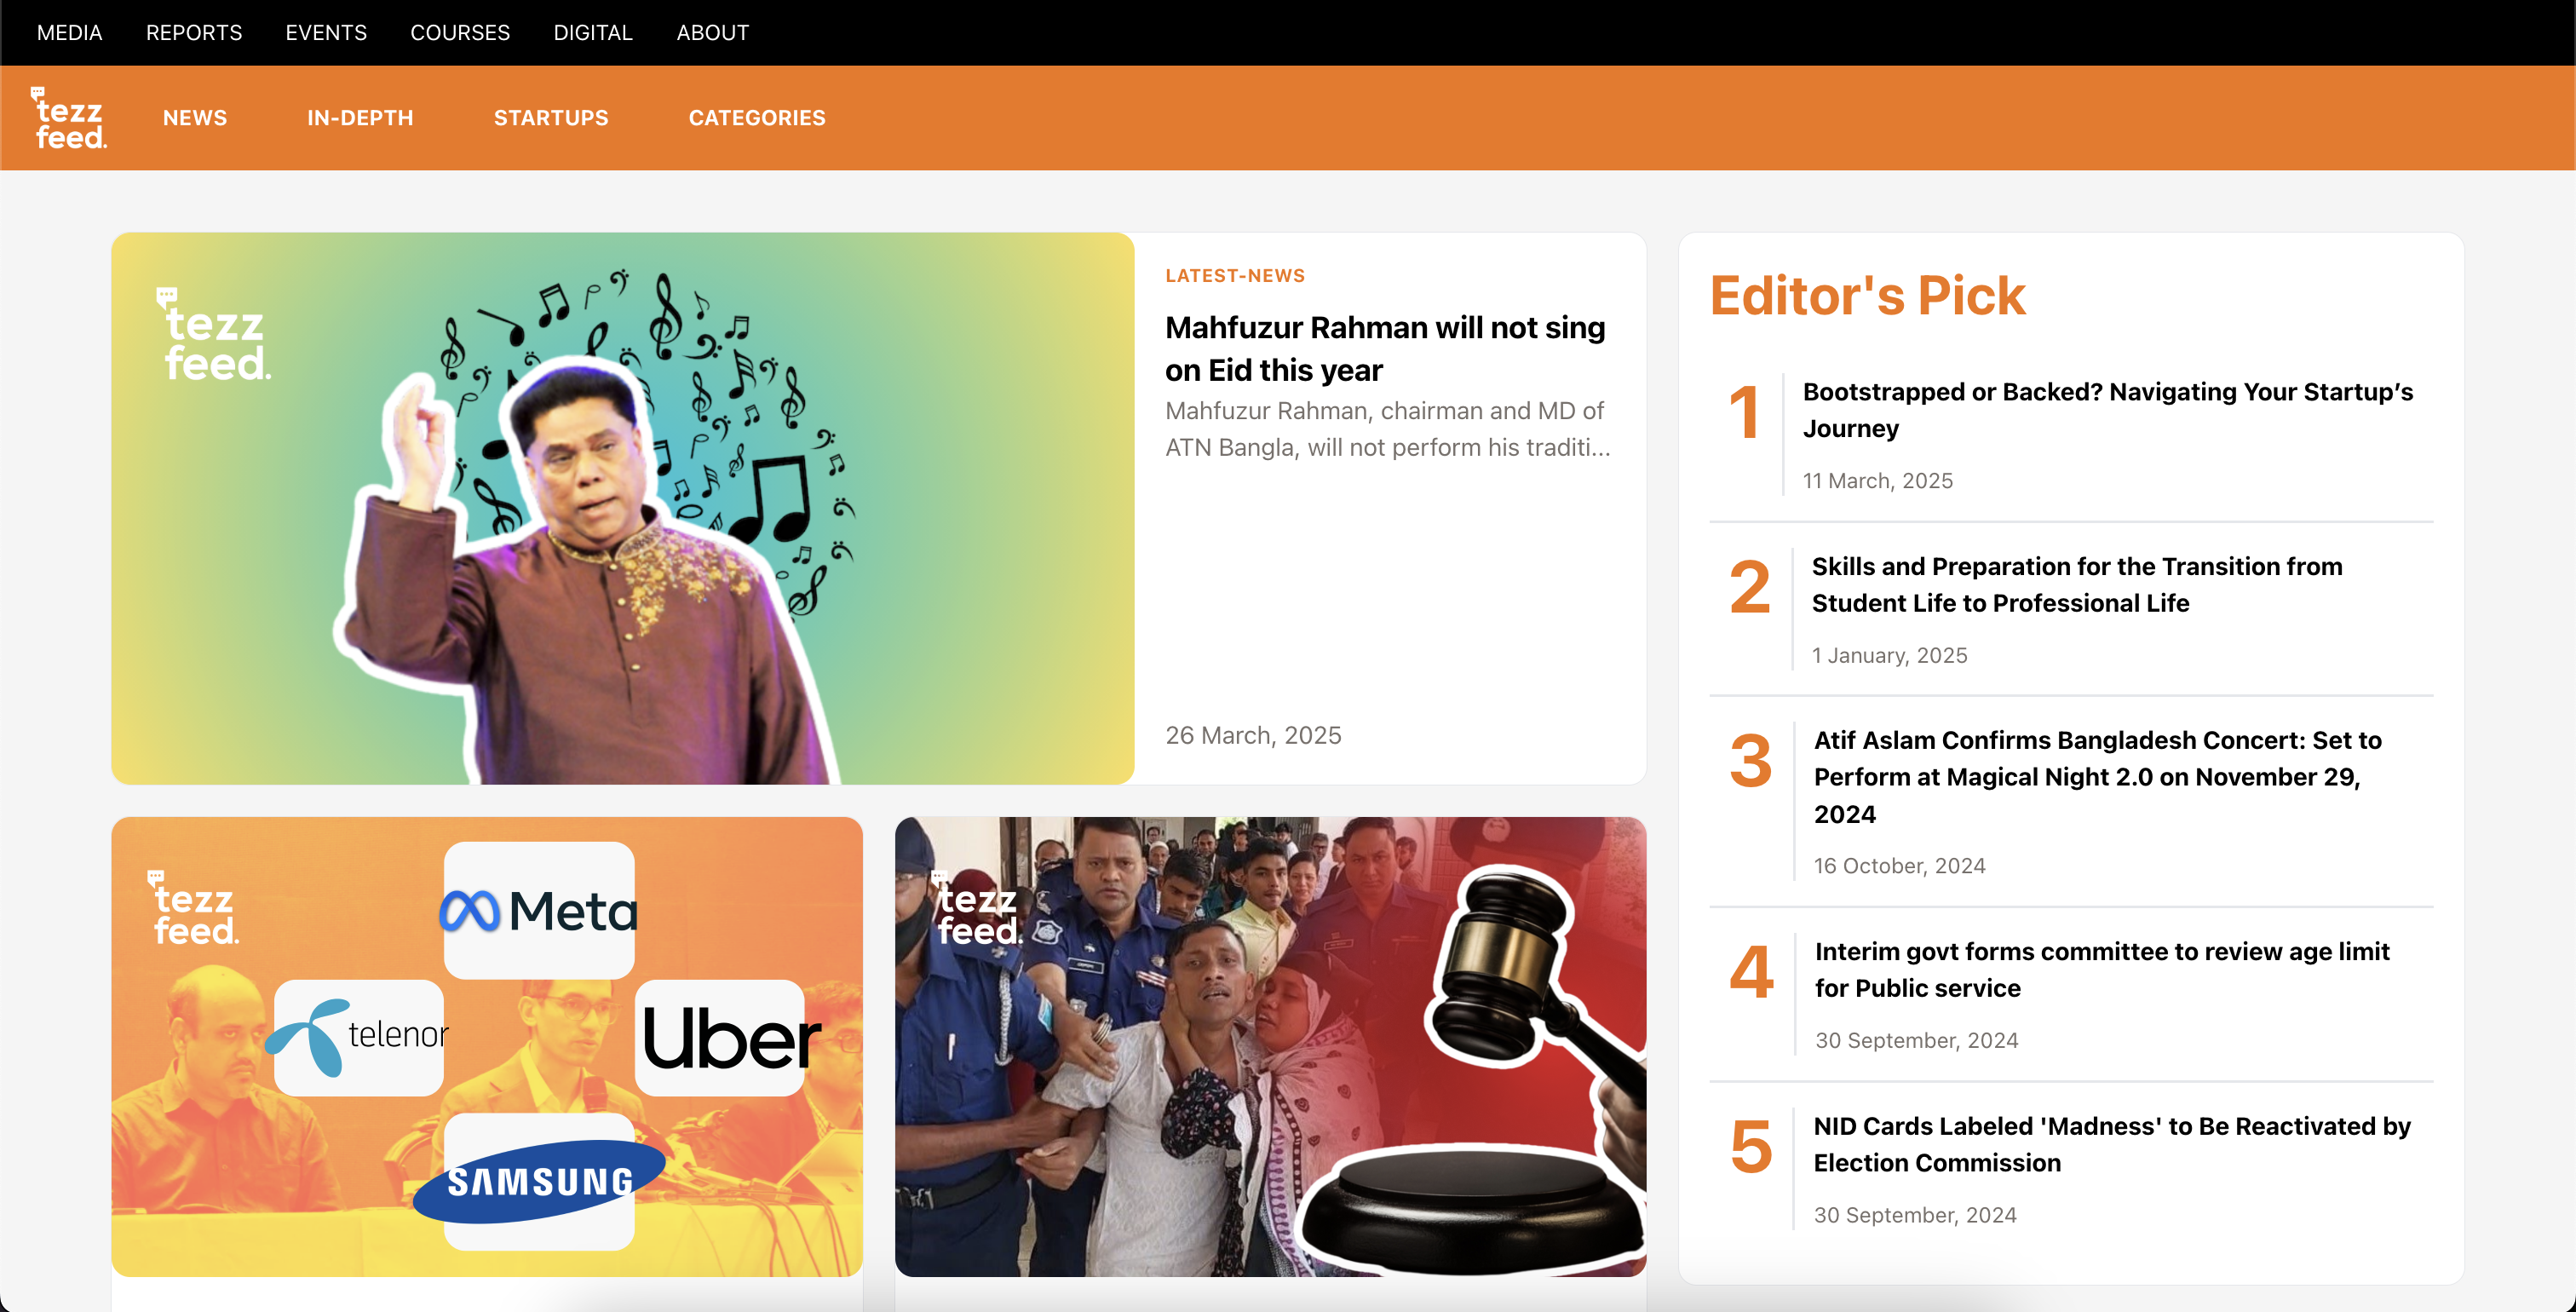 MEDIA REPORTS EVENTS COURSES DIGITAL ABOUT
tezz
feed.
NEWS IN-DEPTH STARTUPS CATEGORIES
tezz
feed.
LATEST-NEWS
Mahfuzur Rahman will not sing
on Eid this year
Mahfuzur Rahman, chairman and MD of
ATN Bangla, will not perform his traditi...
26 March, 2025
tezz
feed.
Meta
telenor
Uber
SAMSUNG
tezz
feed.
Editor's Pick
1
Bootstrapped or Backed? Navigating Your Startup’s
Journey
11 March, 2025
2
Skills and Preparation for the Transition from
Student Life to Professional Life
1 January, 2025
3
Atif Aslam Confirms Bangladesh Concert: Set to
Perform at Magical Night 2.0 on November 29,
2024
16 October, 2024
4
Interim govt forms committee to review age limit
for Public service
30 September, 2024
5
NID Cards Labeled 'Madness' to Be Reactivated by
Election Commission
30 September, 2024